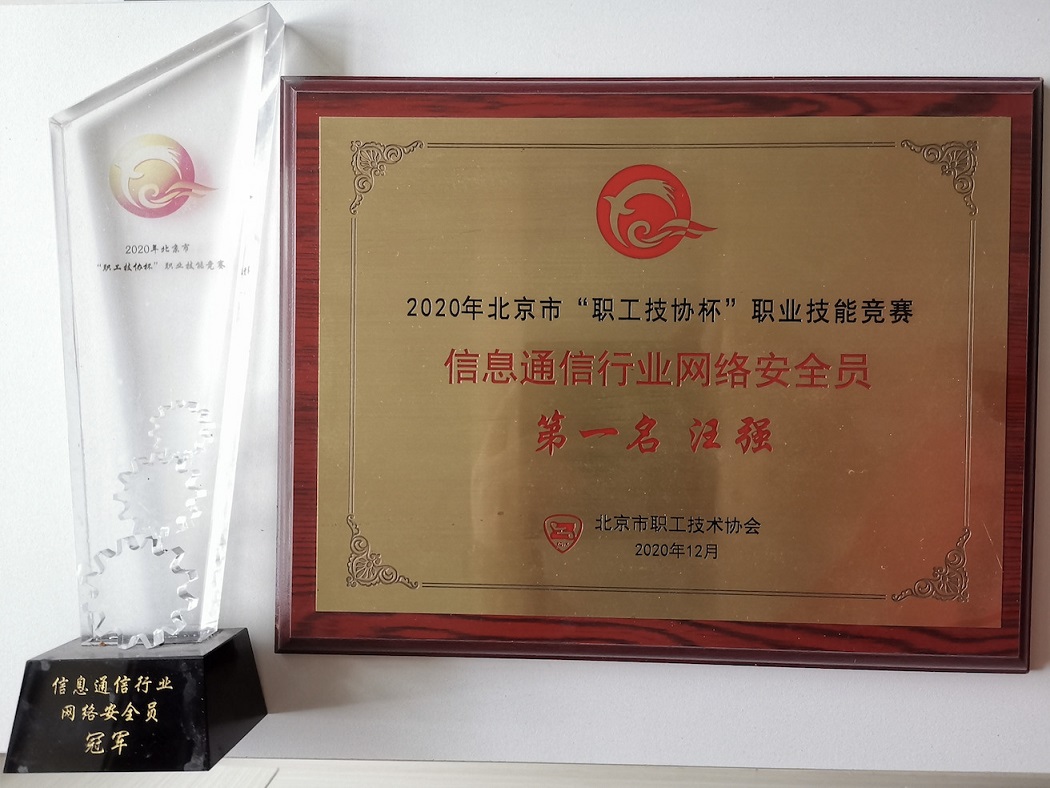 2020年北京市
“职工技协杯”职业技能竞赛
信息通信行业
网络安全员
冠军
2020年北京市“职工技协杯”职业技能竞赛
信息通信行业网络安全员
第一名 汪强
北京市职工技术协会
2020年12月